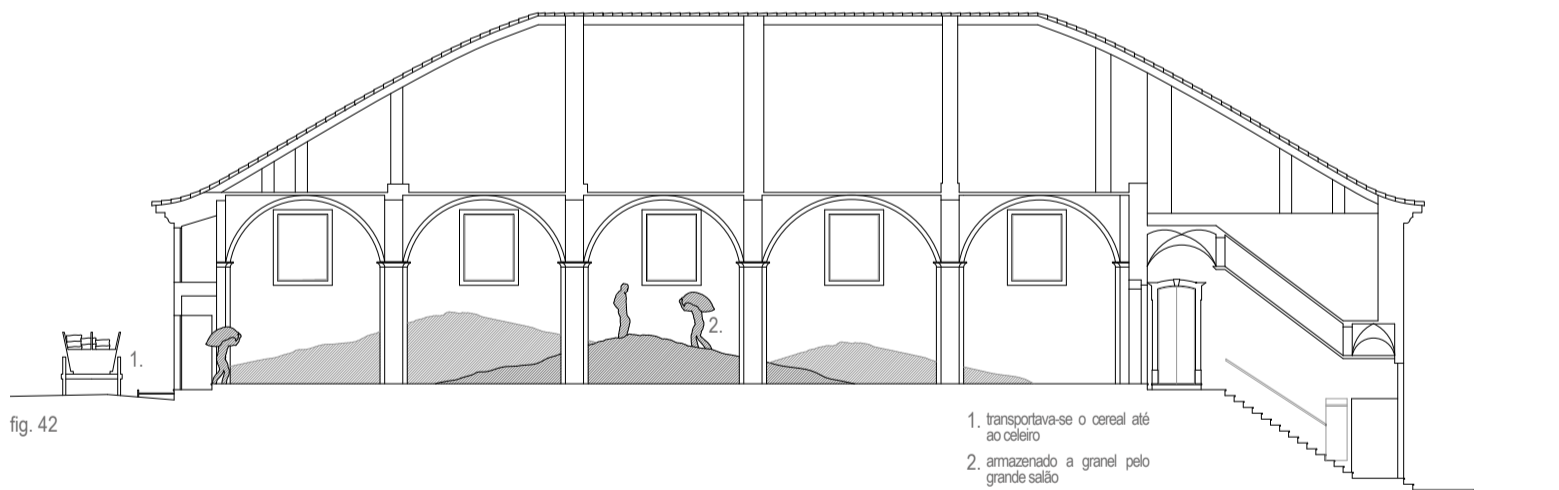 1.
2.
fig. 42
1. transportava-se o cereal até
ao celeiro
2. armazenado a granel pelo
grande salão